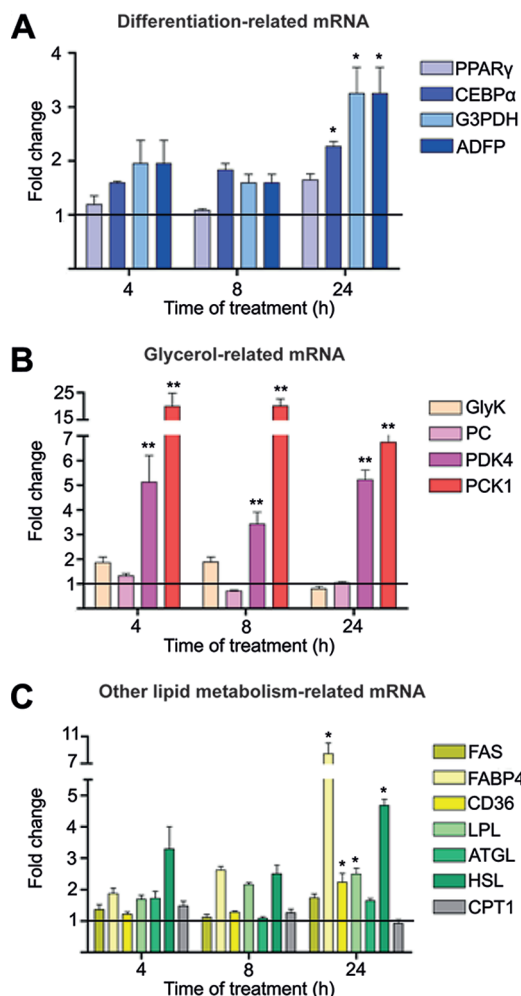 A
Differentiation-related mRNA
4
3
2
1
Fold change
* * *
4 8 24
Time of treatment (h)
PPARγ
CEBPα
G3PDH
ADFP
B
Glycerol-related mRNA
25
15
7
6
5
4
3
2
1
Fold change
** ** ** ** ** **
4 8 24
Time of treatment (h)
GlyK
PC
PDK4
PCK1
C
Other lipid metabolism-related mRNA
11
7
5
4
3
2
1
Fold change
* * * *
4 8 24
Time of treatment (h)
FAS
FABP4
CD36
LPL
ATGL
HSL
CPT1